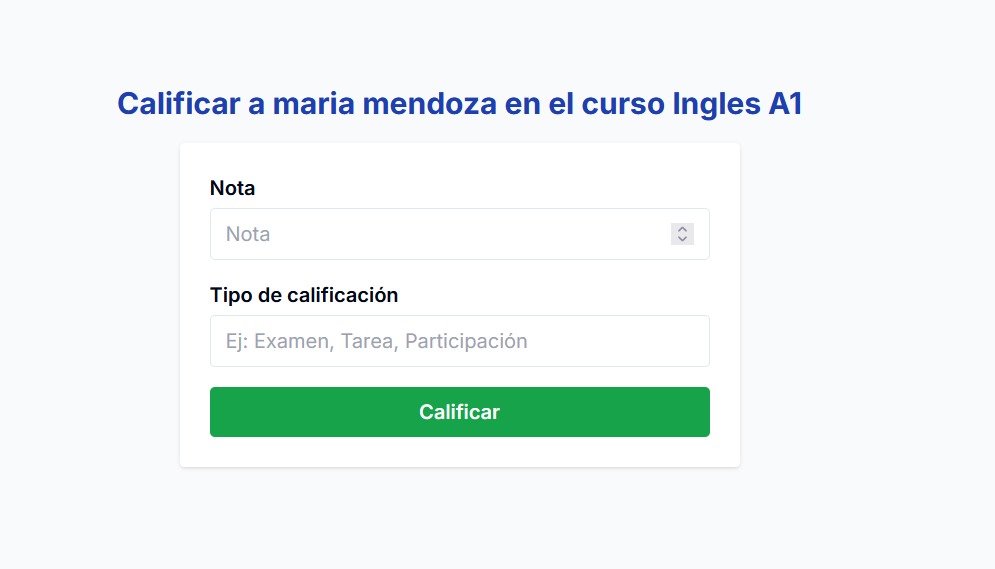 Calificar a maria mendoza en el curso Ingles A1
Nota
Nota
Tipo de calificación
Ej: Examen, Tarea, Participación
Calificar